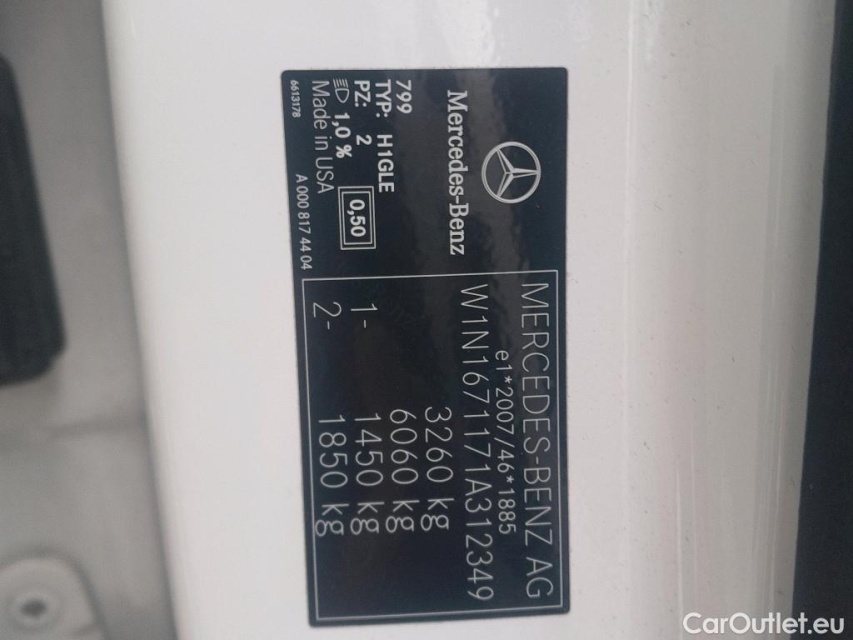 Mercedes-Benz
799
TYP: H1GLE
PZ: 2
1,0 % 0,50
Made in USA
6613178 A 000 817 44 04
MERCEDES-BENZ AG
e1*2007/46*1885
W1N1671171A312349
3260 kg
6060 kg
1- 1450 kg
2- 1850 kg
CarOutlet.eu